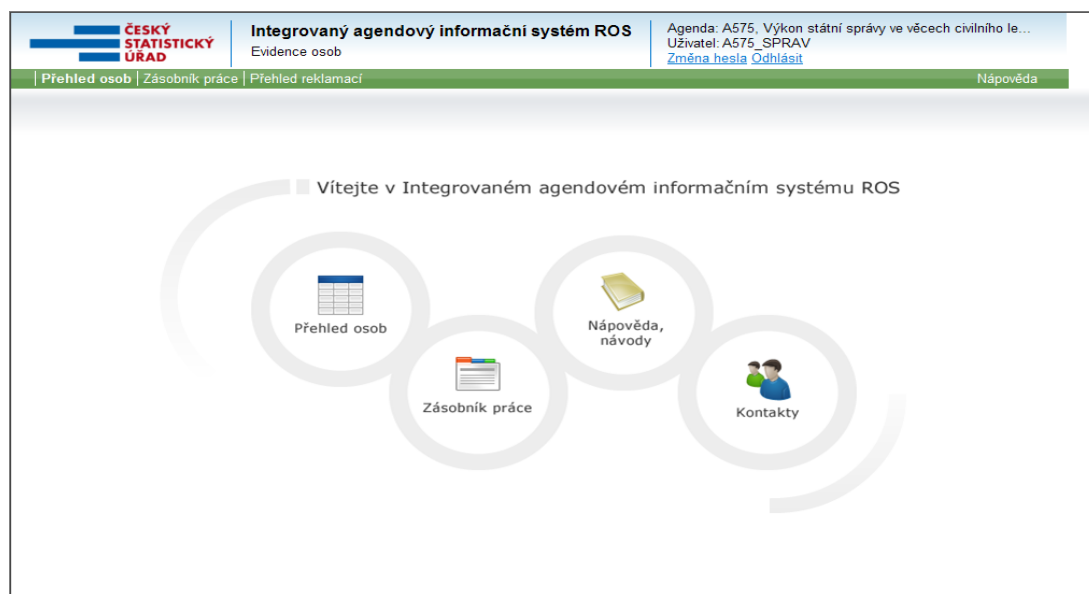 ČESKÝ
STATISTICKÝ
ÚŘAD
Integrovaný agendový informační systém ROS
Evidence osob
Agenda: A575, Výkon státní správy ve věcech civilního le...
Uživatel: A575_SPRAV
Změna hesla Odhlásit
Přehled osob | Zásobník práce | Přehled reklamací
Nápověda
Vítejte v Integrovaném agendovém informačním systému ROS
Přehled osob
Nápověda,
návody
Zásobník práce
Kontakty